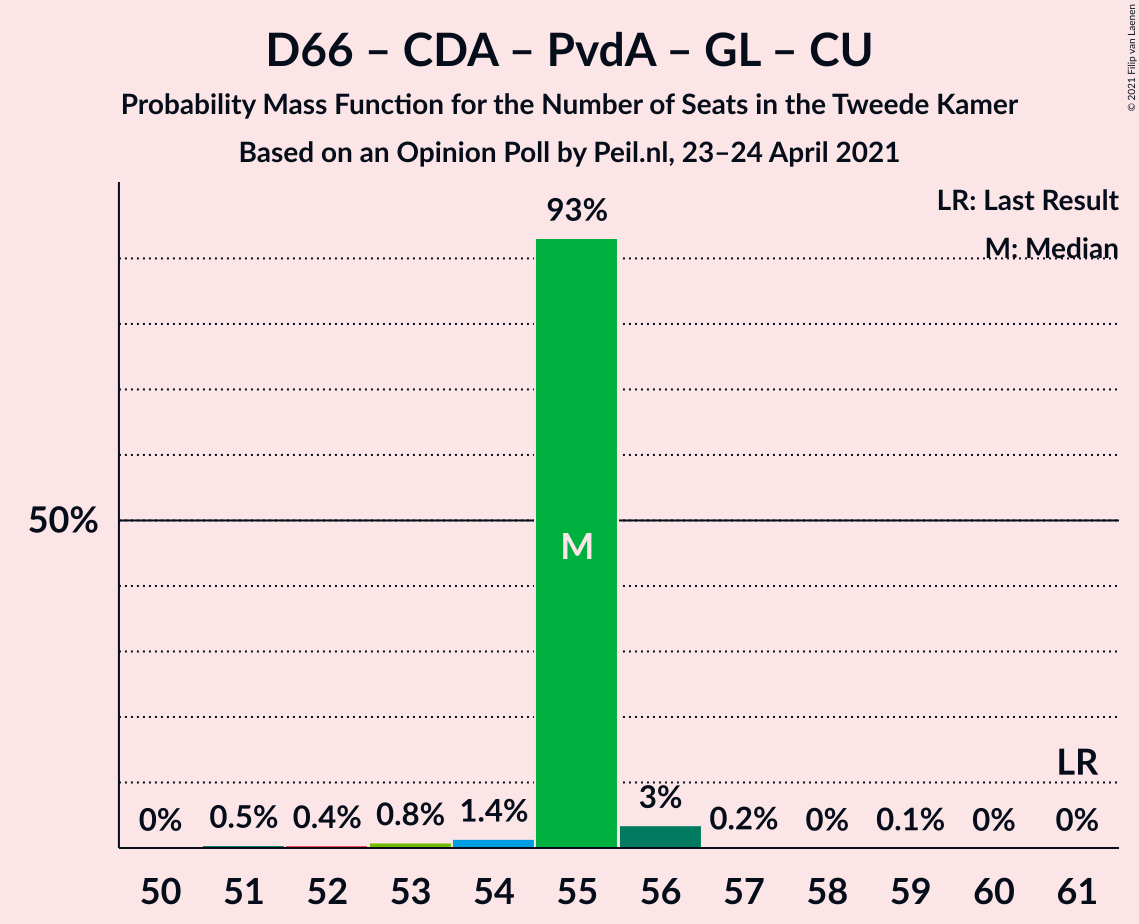 D66 – CDA – PvdA – GL – CU
Probability Mass Function for the Number of Seats in the Tweede Kamer
Based on an Opinion Poll by Peil.nl, 23–24 April 2021
© 2021 Filip van Laenen
LR: Last Result
M: Median
93%
50%
M
LR
0% 0.5% 0.4% 0.8% 1.4% 3% 0.2% 0% 0.1% 0% 0%
50 51 52 53 54 55 56 57 58 59 60 61